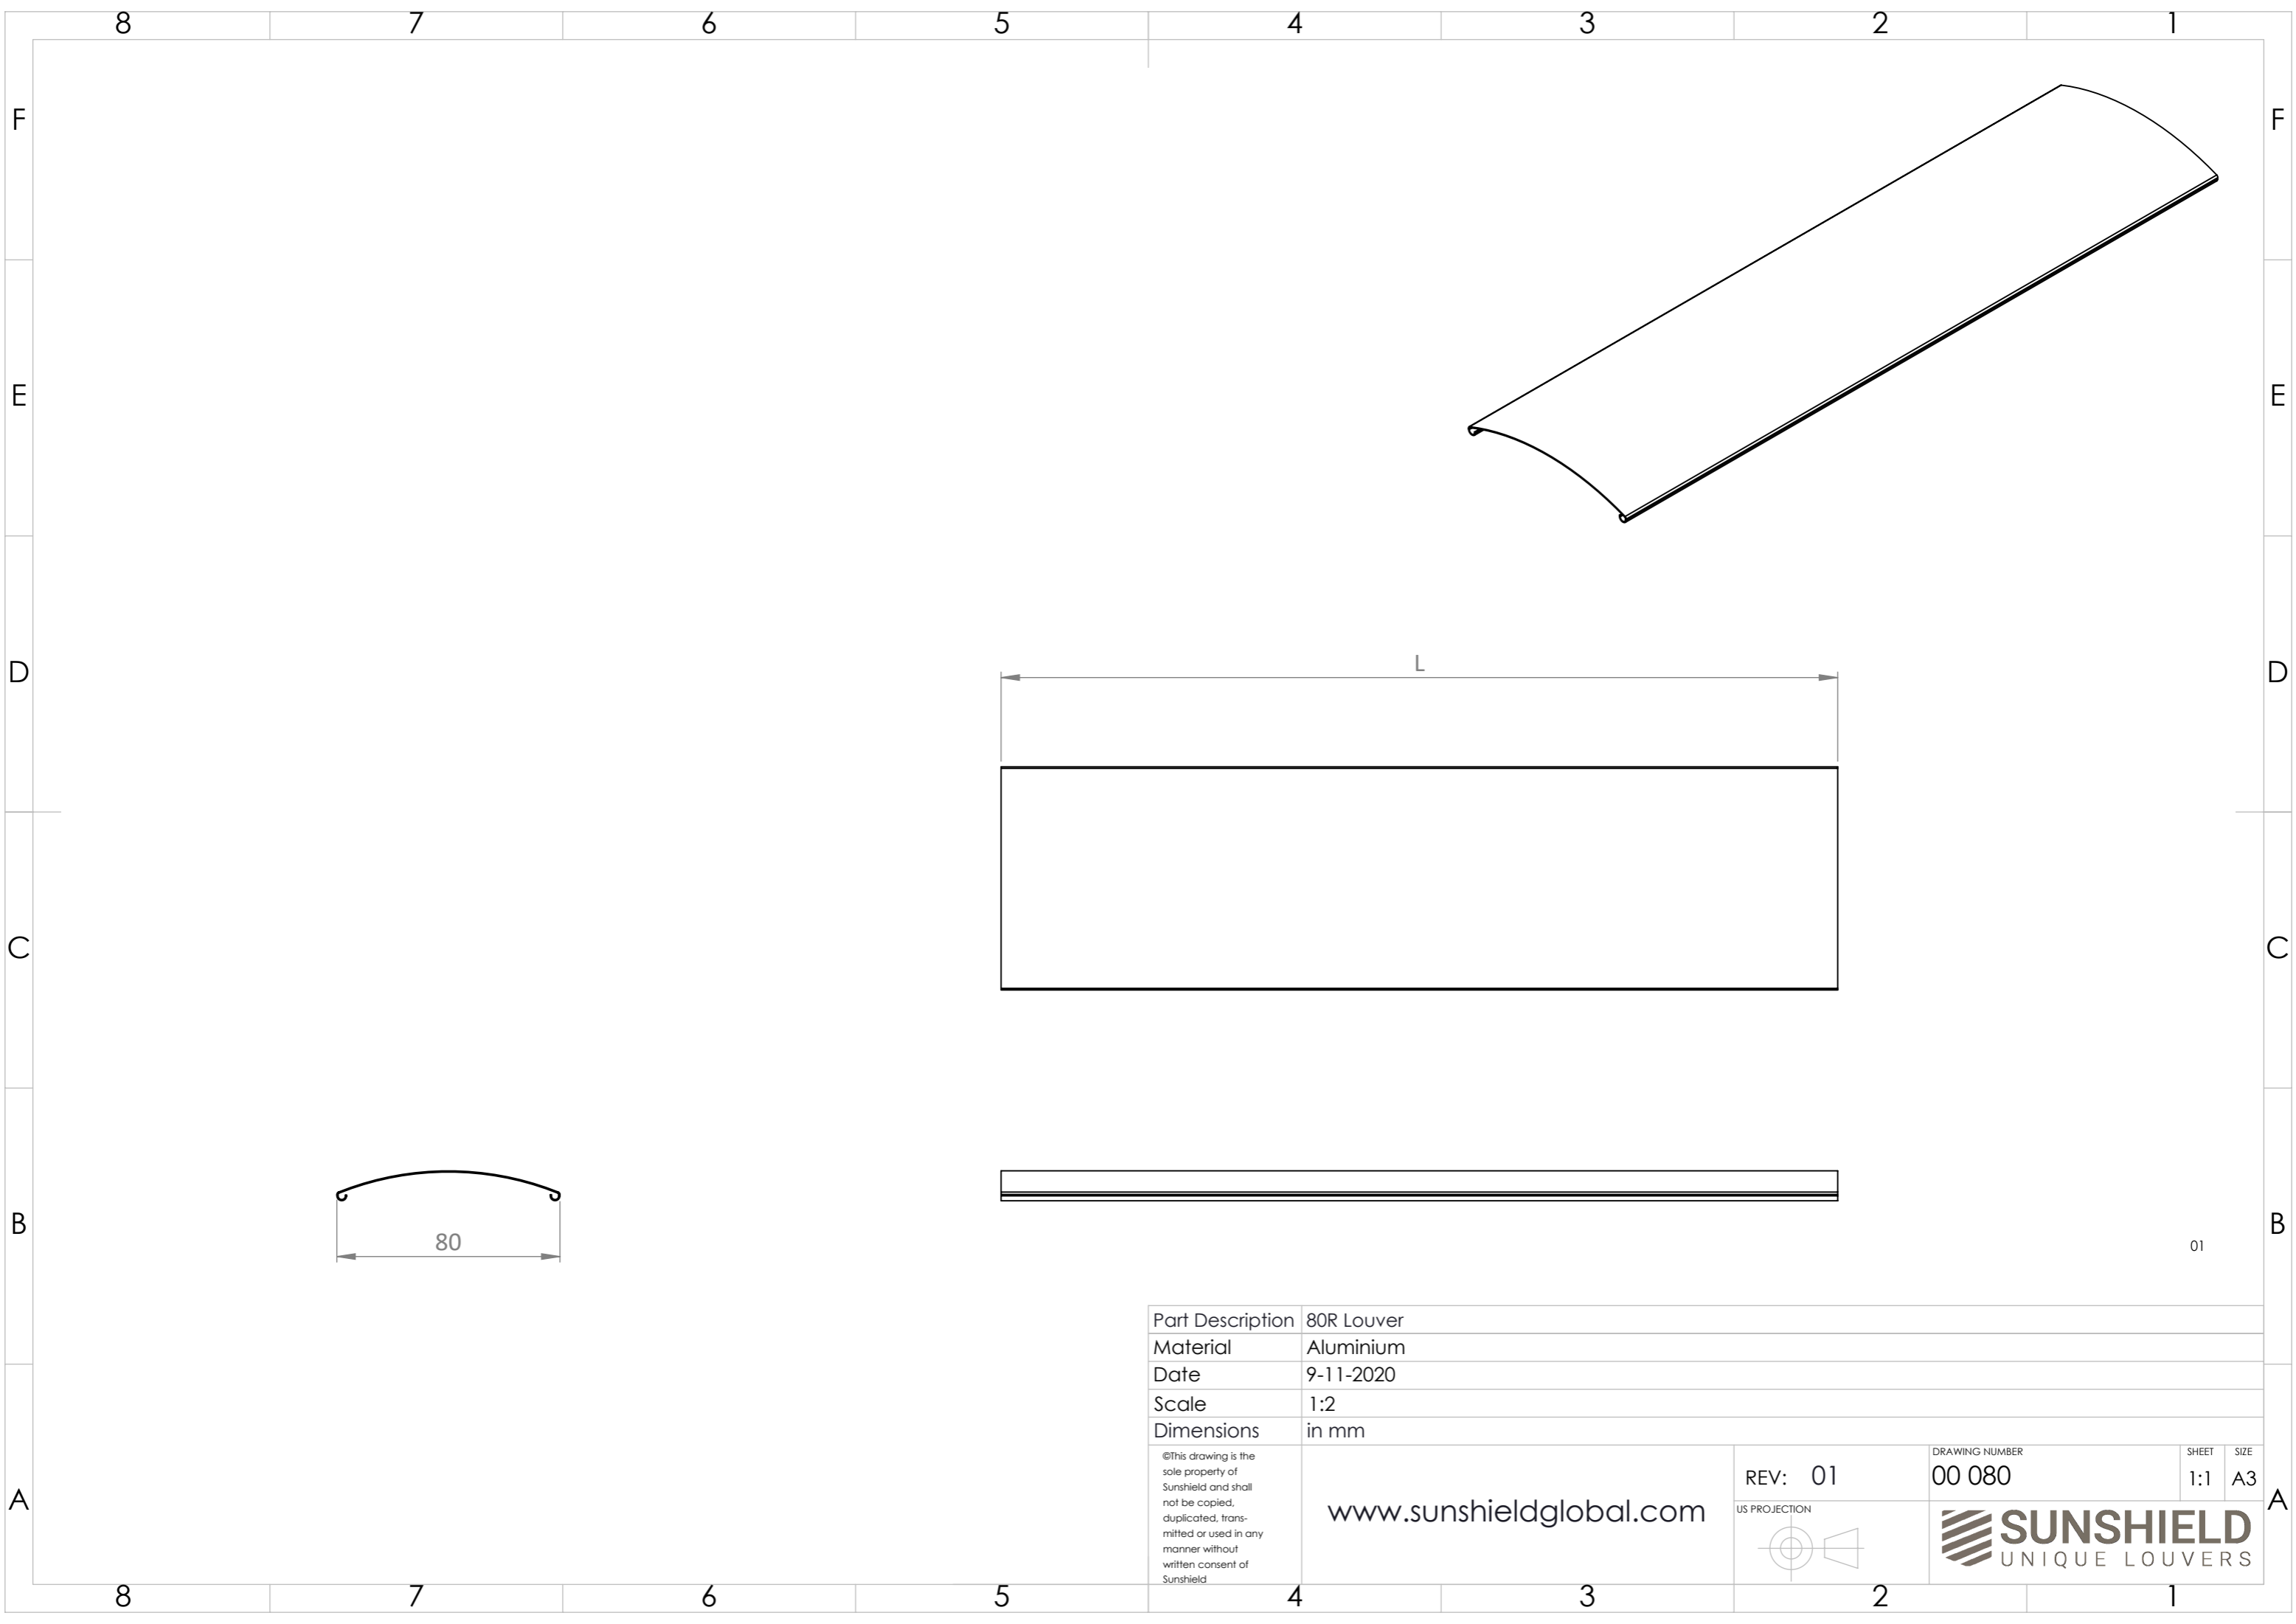 8 7 6 5 4 3 2 1
F F
E E
D D
L
C C
B B
80
01
Part Description 80R Louver
Material Aluminium
Date 9-11-2020
Scale 1:2
Dimensions in mm
©This drawing is the
sole property of
Sunshield and shall
not be copied,
duplicated, trans-
mitted or used in any
manner without
written consent of
Sunshield
www.sunshieldglobal.com
REV: 01
DRAWING NUMBER
00 080
SHEET
1:1
SIZE
A3
US PROJECTION
SUNSHIELD
UNIQUE LOUVERS
A A
8 7 6 5 4 3 2 1